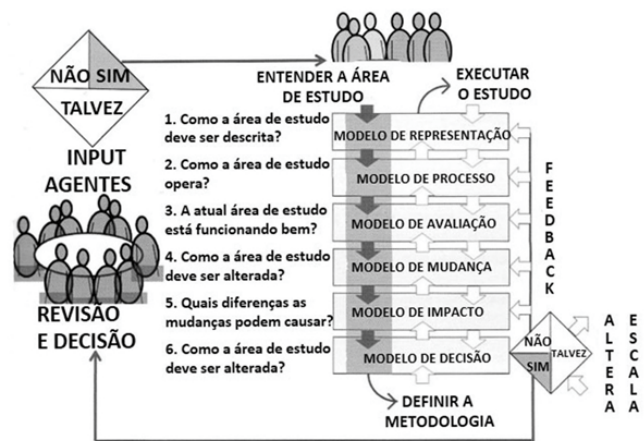 NÃO SIM
TALVEZ
INPUT
AGENTES
REVISÃO
E DECISÃO
ENTENDER A ÁREA
DE ESTUDO
EXECUTAR
O ESTUDO
1. Como a área de estudo
deve ser descrita?
MODELO DE REPRESENTAÇÃO
2. Como a área de estudo
opera?
MODELO DE PROCESSO
3. A atual área de estudo
está funcionando bem?
MODELO DE AVALIAÇÃO
4. Como a área de estudo
deve ser alterada?
MODELO DE MUDANÇA
5. Quais diferenças as
mudanças podem causar?
MODELO DE IMPACTO
6. Como a área de estudo
deve ser alterada?
MODELO DE DECISÃO
DEFINIR A
METODOLOGIA
FEEDBACK
NÃO
TALVEZ
SIM
ALTERA
ESCALA